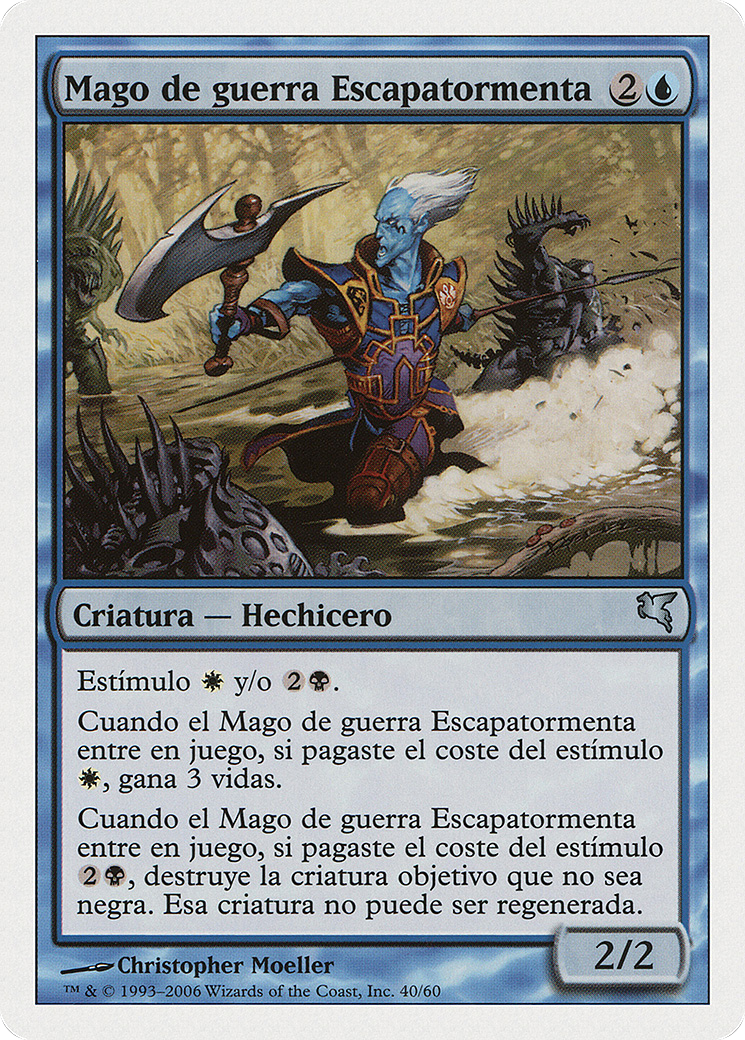 Mago de guerra Escapatormenta 2
Criatura — Hechicero
Estímulo y/o 2.
Cuando el Mago de guerra Escapatormenta
entre en juego, si pagaste el coste del estímulo
, gana 3 vidas.
Cuando el Mago de guerra Escapatormenta
entre en juego, si pagaste el coste del estímulo
2, destruye la criatura objetivo que no sea
negra. Esa criatura no puede ser regenerada.
2/2
Christopher Moeller
™ & © 1993–2006 Wizards of the Coast, Inc. 40/60